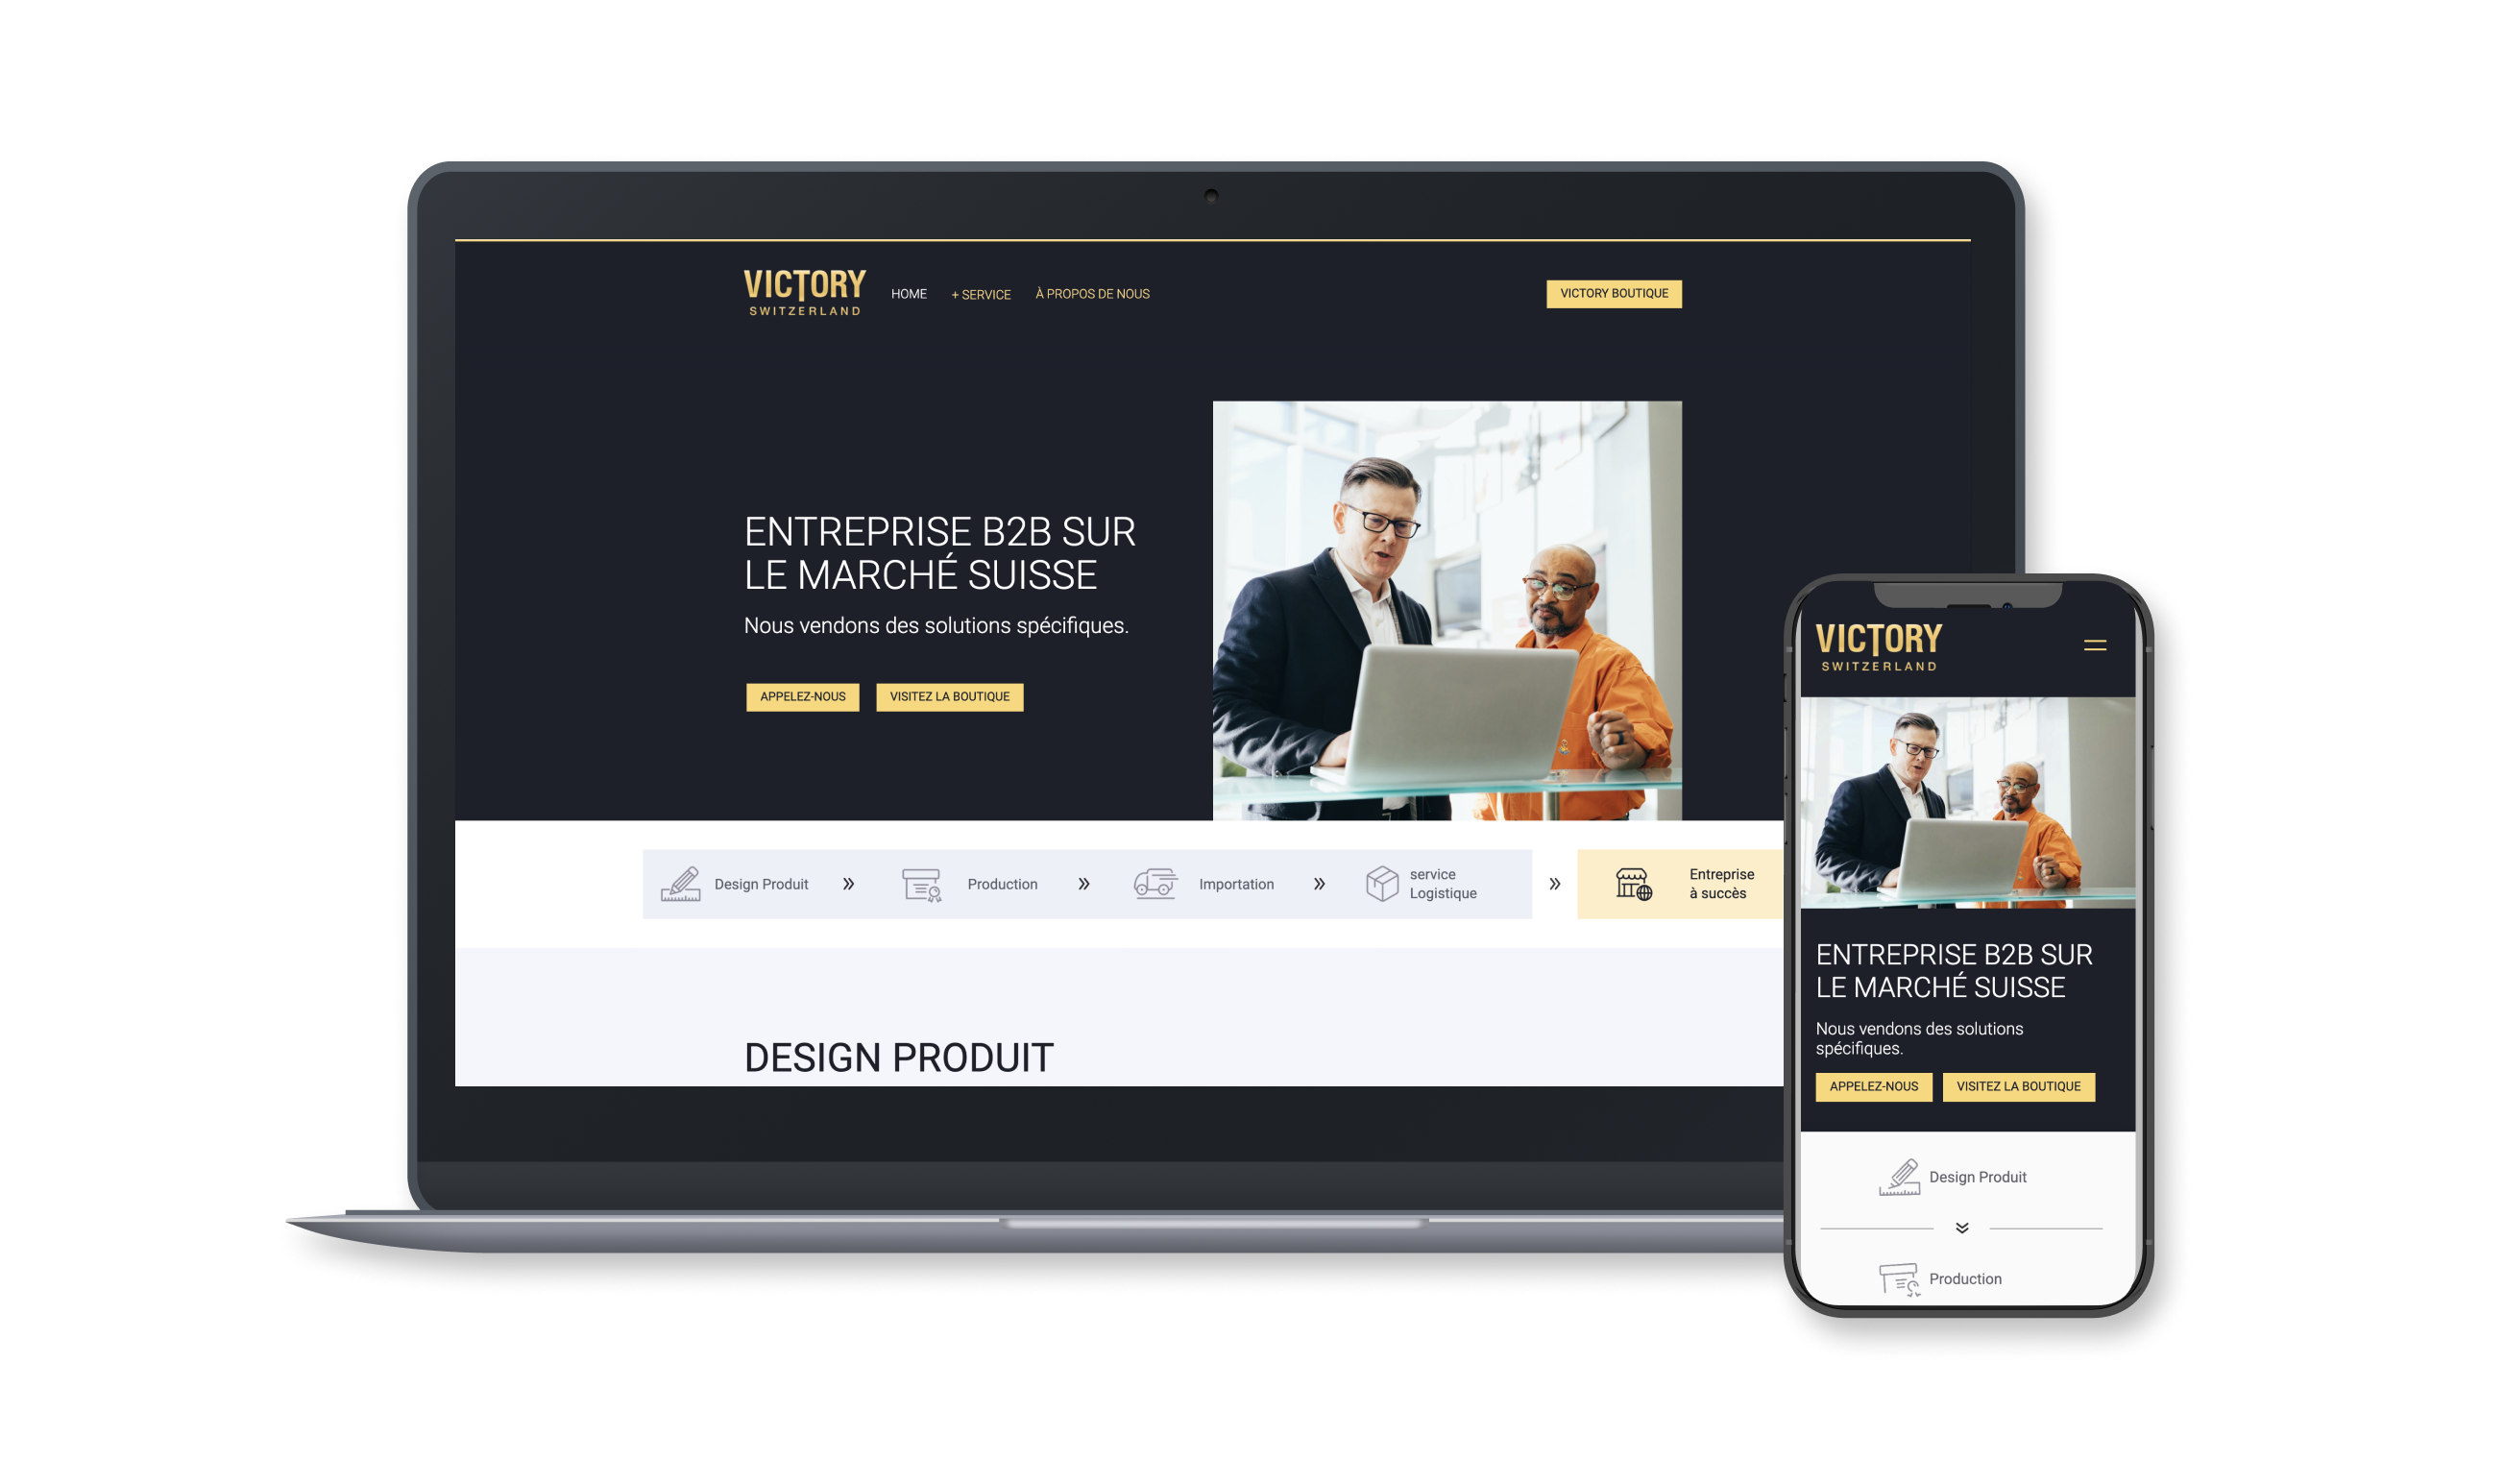 VICTORY
SWITZERLAND
HOME
+ SERVICE
À PROPOS DE NOUS
VICTORY BOUTIQUE
ENTREPRISE B2B SUR
LE MARCHÉ SUISSE
Nous vendons des solutions spécifiques.
APPELEZ-NOUS
VISITEZ LA BOUTIQUE
Design Produit
Production
Importation
service
Logistique
Entreprise
à succès
DESIGN PRODUIT
VICTORY
SWITZERLAND
ENTREPRISE B2B SUR
LE MARCHÉ SUISSE
Nous vendons des solutions
spécifiques.
APPELEZ-NOUS
VISITEZ LA BOUTIQUE
Design Produit
Production